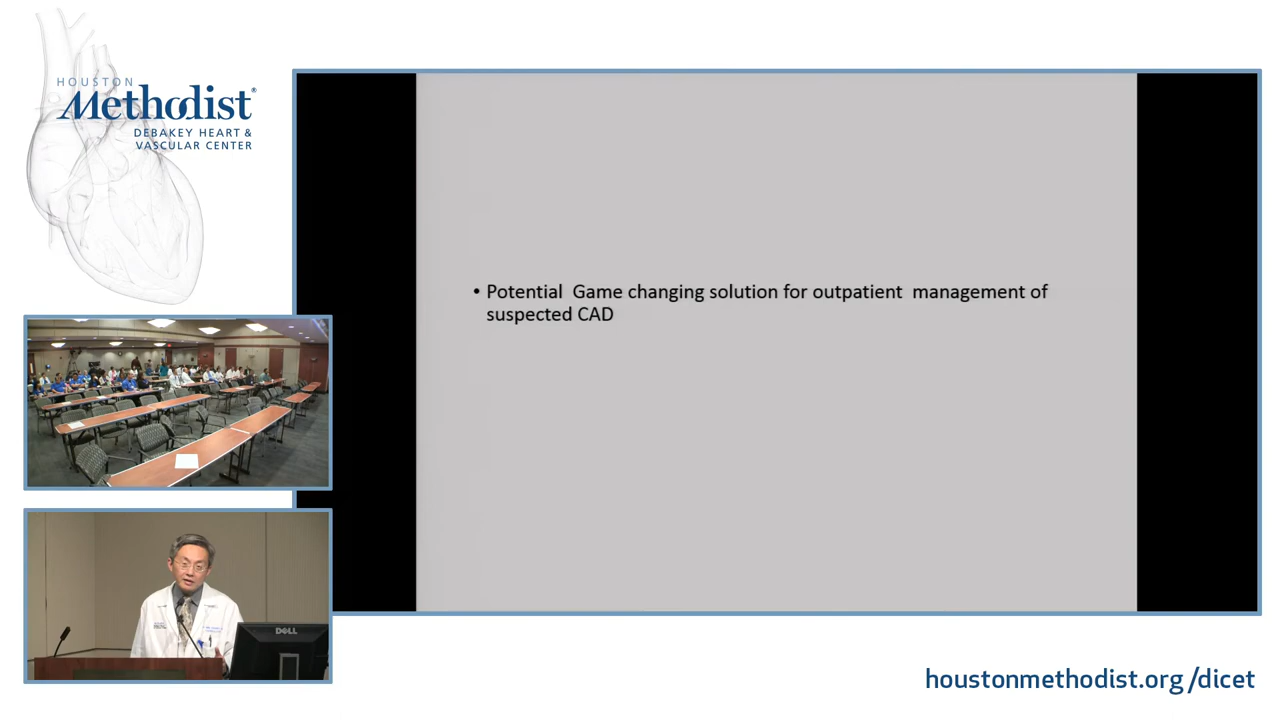 HOUSTON
Methodist®
DEBAKEY HEART &
VASCULAR CENTER
• Potential  Game changing solution for outpatient  management of
suspected CAD
DELL
houstonmethodist.org/dicet